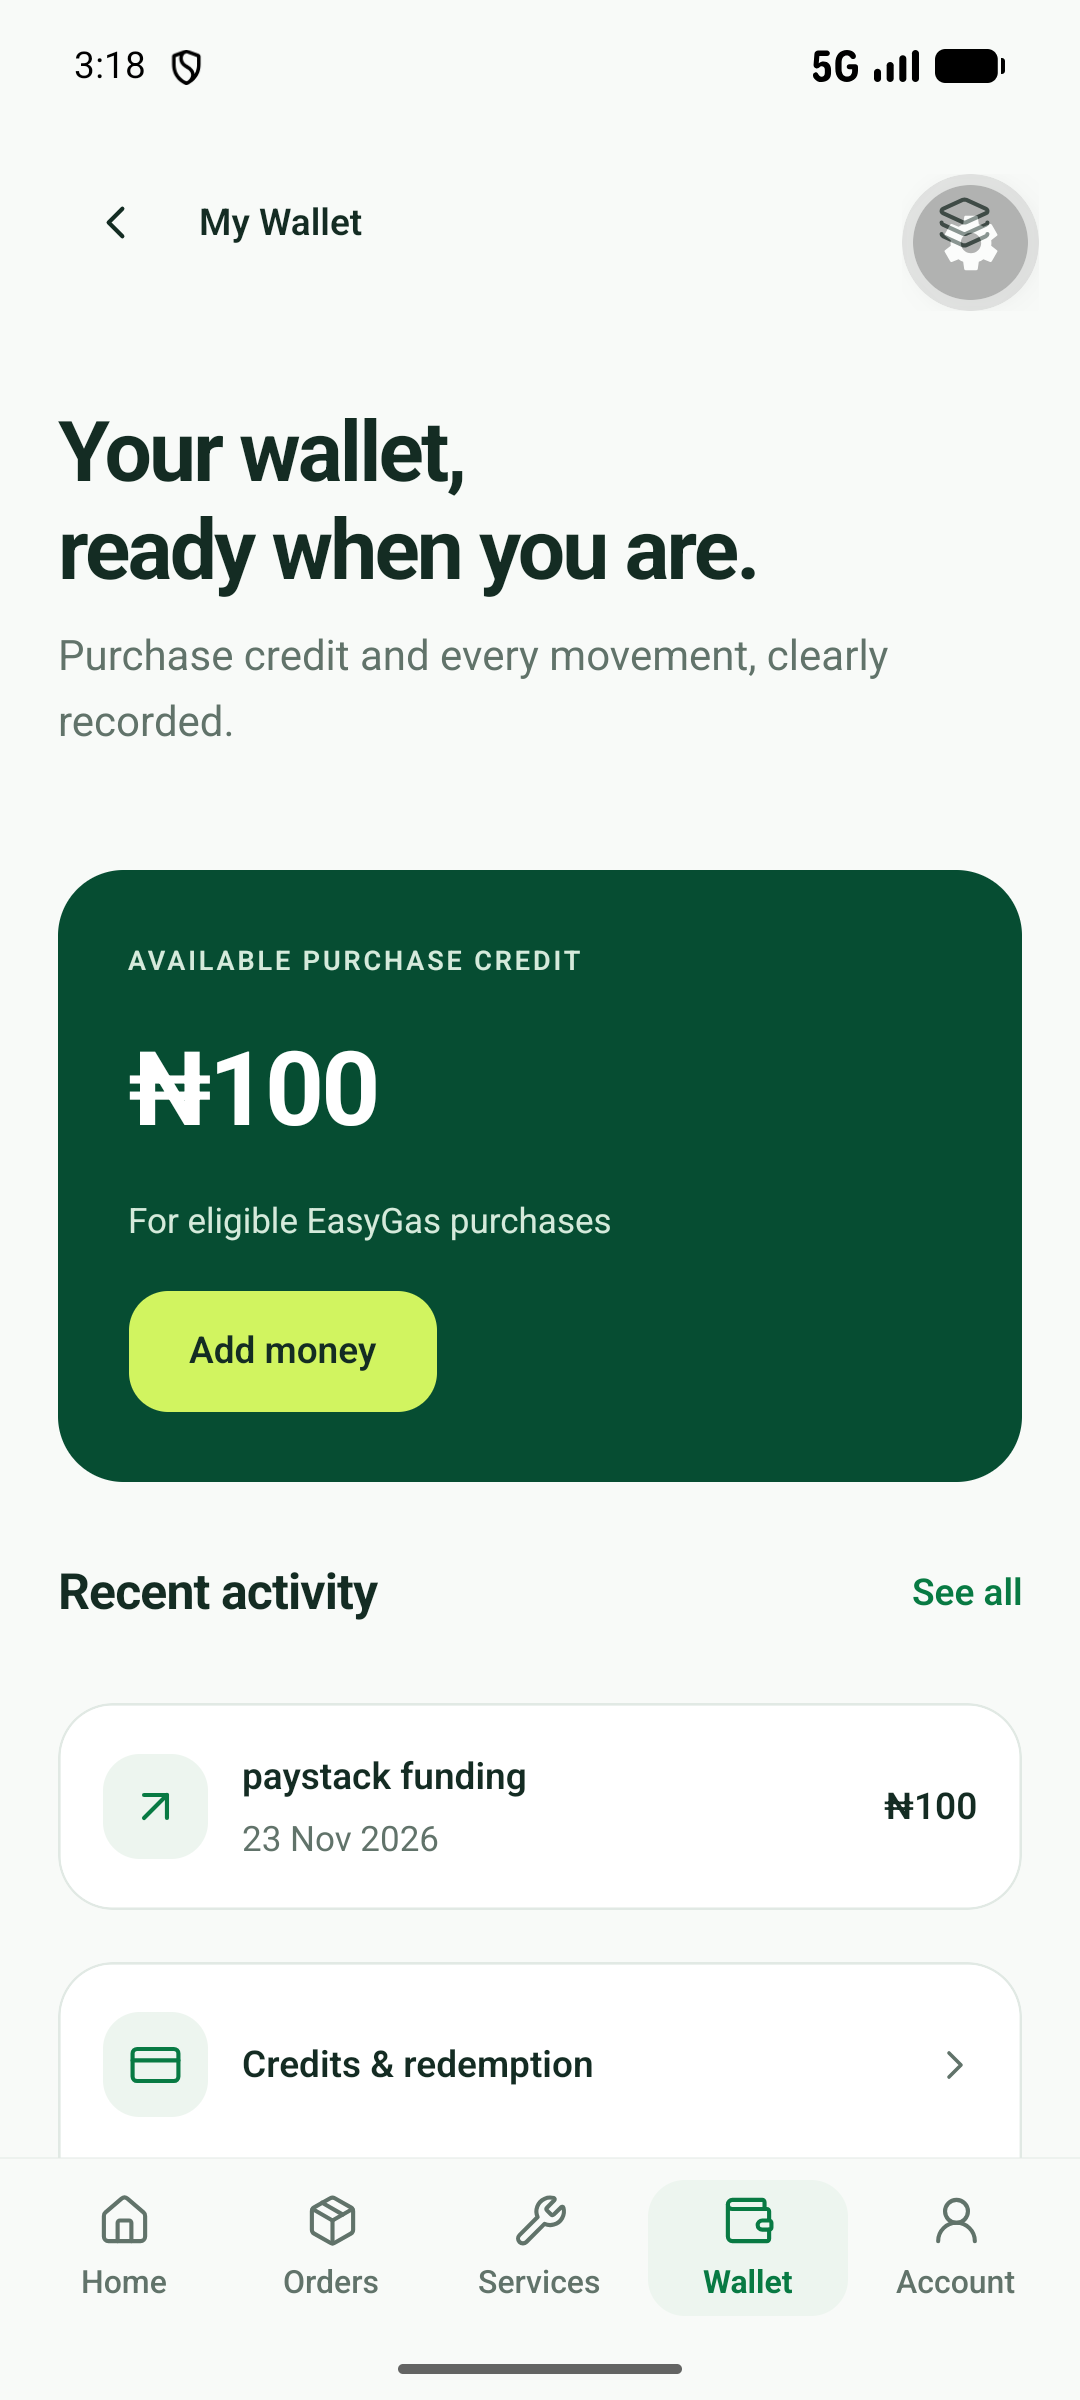 3:18
5G
My Wallet
Your wallet,
ready when you are.
Purchase credit and every movement, clearly
recorded.
AVAILABLE PURCHASE CREDIT
₦100
For eligible EasyGas purchases
Add money
Recent activity
See all
paystack funding
23 Nov 2026
₦100
Credits & redemption
Home
Orders
Services
Wallet
Account